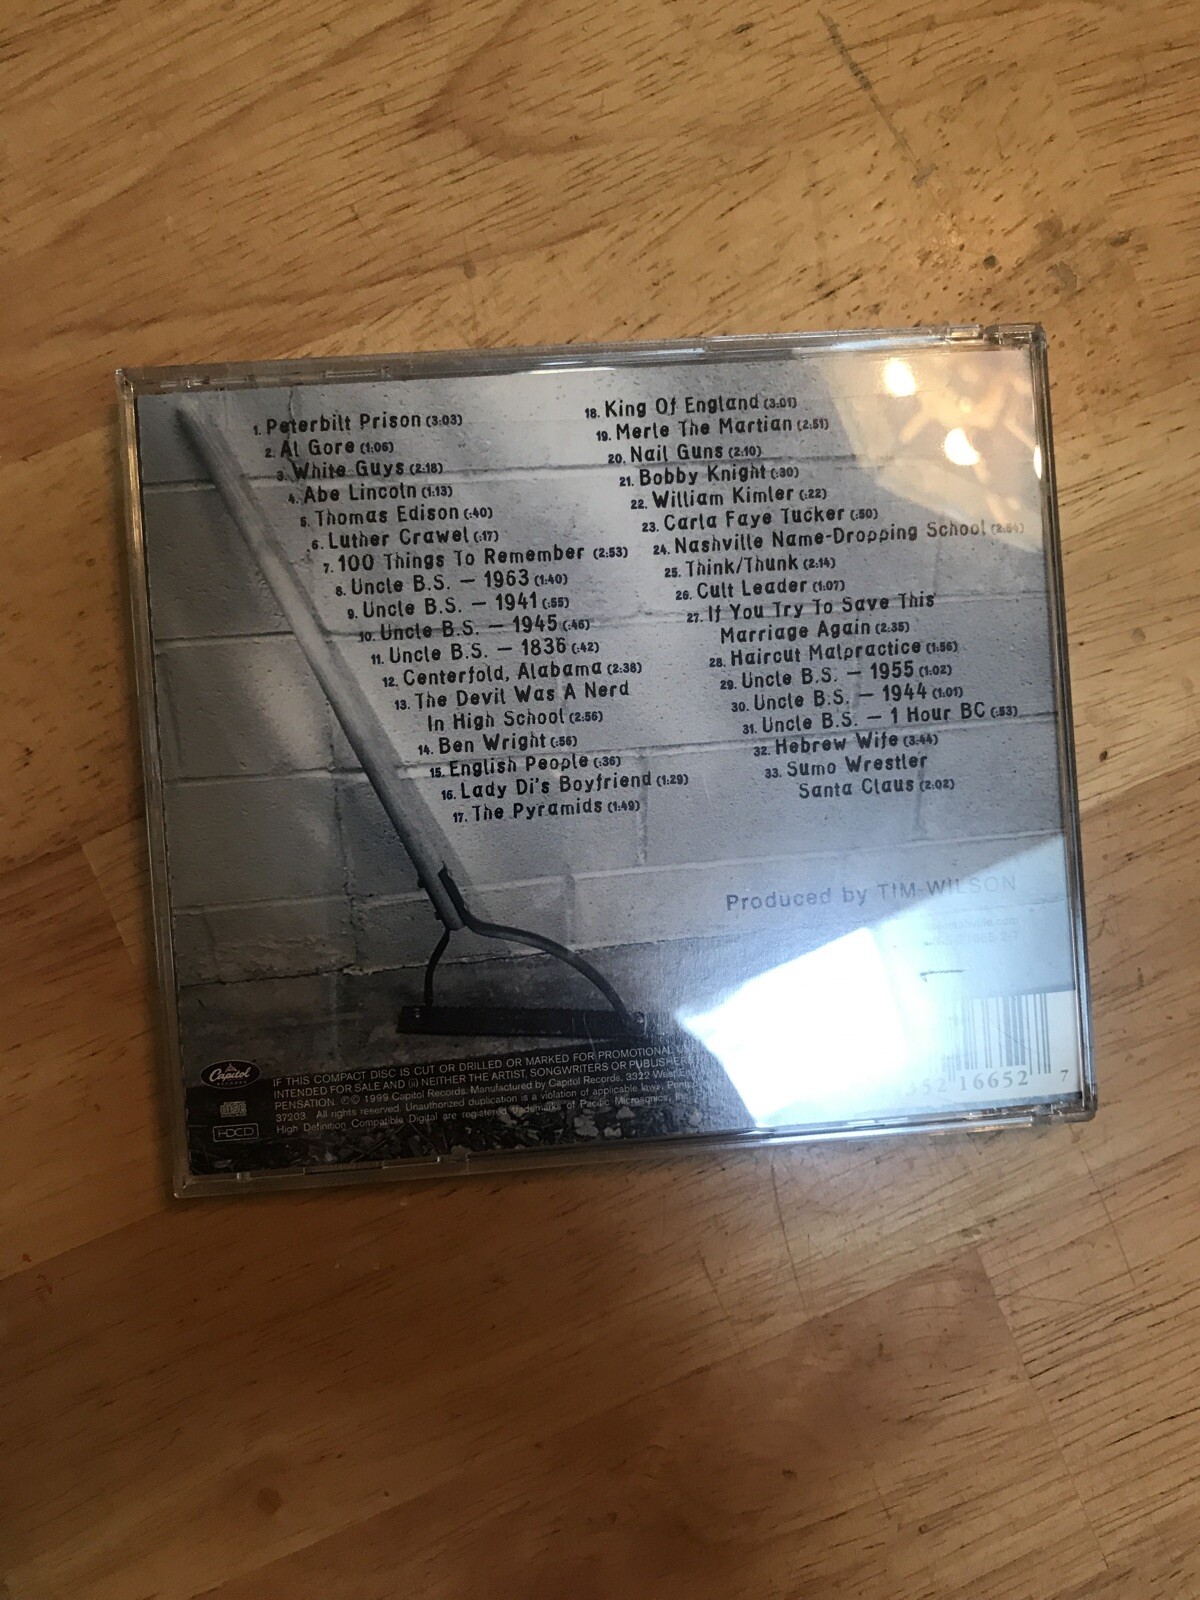 1. Peterbilt Prison (3:03)
2. Al Gore (1:06)
3. White Guys (2:18)
4. Abe Lincoln (1:13)
5. Thomas Edison (:40)
6. Luther Crawel (:17)
7. 100 Things To Remember (2:53)
8. Uncle B.S. – 1963 (1:40)
9. Uncle B.S. – 1941 (:55)
10. Uncle B.S. – 1945 (:46)
11. Uncle B.S. – 1836 (:42)
12. Centerfold, Alabama (2:38)
13. The Devil Was A Nerd
In High School (2:56)
14. Ben Wright (:56)
15. English People (:36)
16. Lady Di's Boyfriend (1:29)
17. The Pyramids (1:49)
18. King Of England (3:01)
19. Merle The Martian (2:51)
20. Nail Guns (2:10)
21. Bobby Knight (:30)
22. William Kimler (:22)
23. Carla Faye Tucker (:50)
24. Nashville Name-Dropping School
25. Think/Thunk (2:14)
26. Cult Leader (1:07)
27. If You Try To Save This
Marriage Again (2:35)
28. Haircut Malpractice (1:56)
29. Uncle B.S. – 1955 (1:02)
30. Uncle B.S. – 1944 (1:01)
31. Uncle B.S. – 1 Hour BC (:53)
32. Hebrew Wife (3:44)
33. Sumo Wrestler
Santa Claus (2:02)
Produced by TIM WILSON
Capitol
RECORDS
IF THIS COMPACT DISC IS CUT OR DRILLED OR MARKED FOR PROMOTIONAL
INTENDED FOR SALE AND (ii) NEITHER THE ARTIST, SONGWRITERS OR PUBLISHER
PENSATION. ℗© 1999 Capitol Records. Manufactured by Capitol Records, 3322 West
37203. All rights reserved. Unauthorized duplication is a violation of applicable laws.
High Definition Compatible Digital are registered trademarks of Pacific Microsonics,
HDCD
16652 7